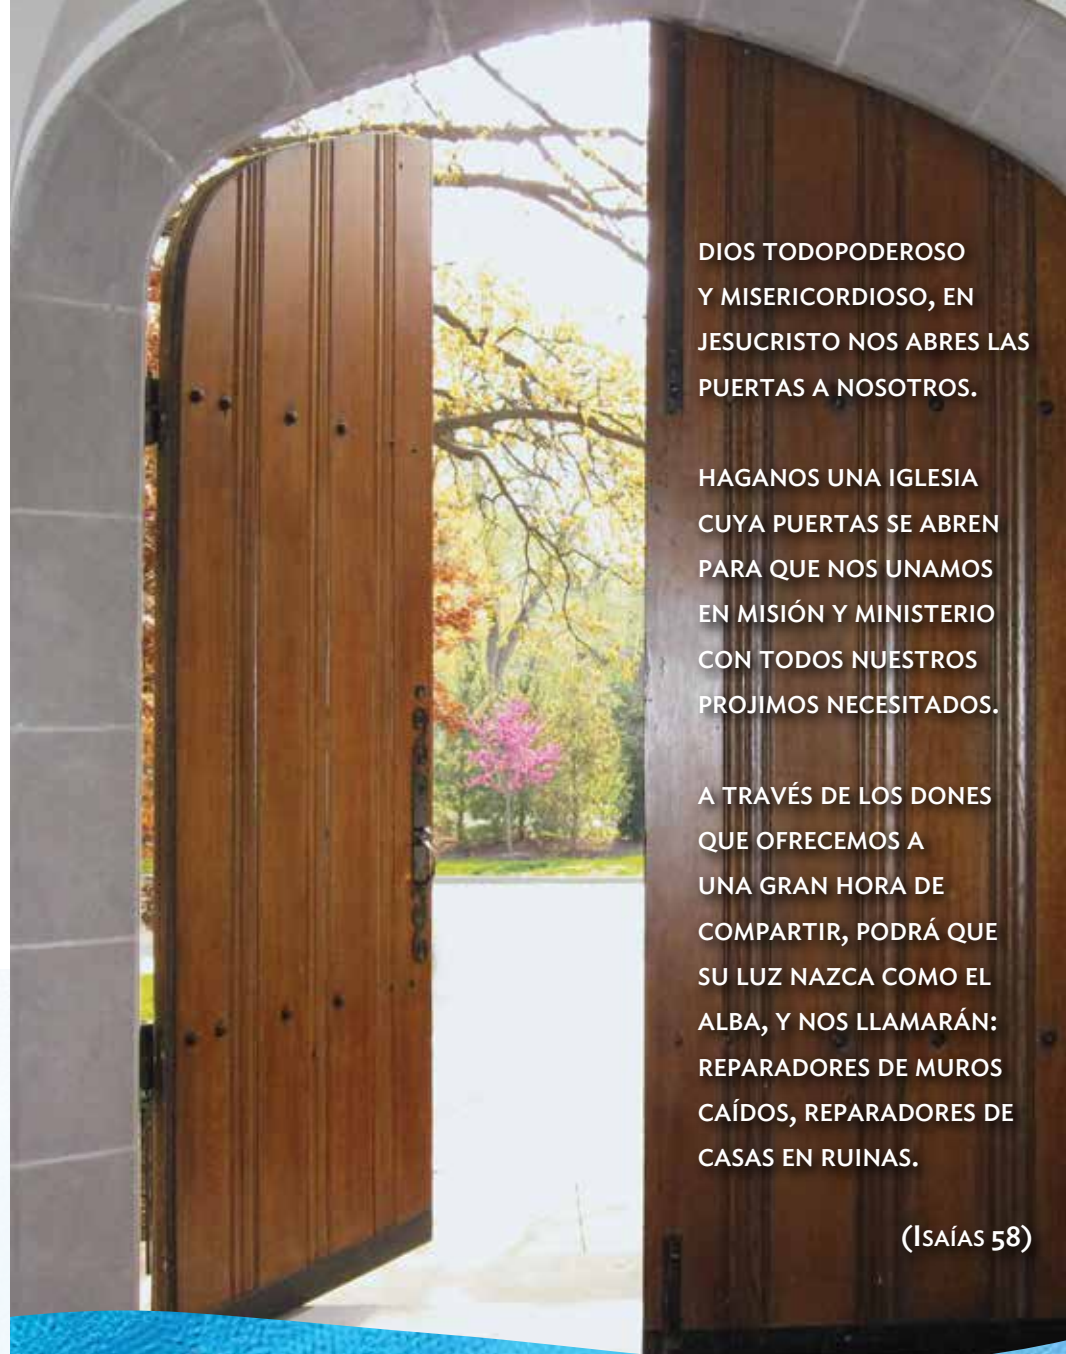 DIOS TODOPODEROSO
Y MISERICORDIOSO, EN
JESUCRISTO NOS ABRES LAS
PUERTAS A NOSOTROS.
HAGANOS UNA IGLESIA
CUYA PUERTAS SE ABREN
PARA QUE NOS UNAMOS
EN MISIÓN Y MINISTERIO
CON TODOS NUESTROS
PROJIMOS NECESITADOS.
A TRAVÉS DE LOS DONES
QUE OFRECEMOS A
UNA GRAN HORA DE
COMPARTIR, PODRÁ QUE
SU LUZ NAZCA COMO EL
ALBA, Y NOS LLAMARÁN:
REPARADORES DE MUROS
CAÍDOS, REPARADORES DE
CASAS EN RUINAS.
(ISAÍAS 58)